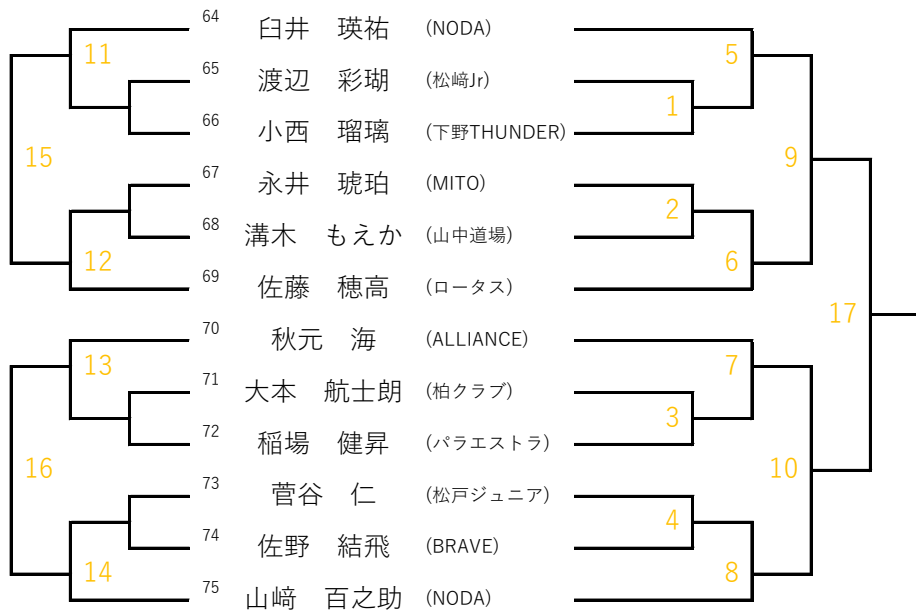 64 臼井 瑛祐 (NODA)
11 5
65 渡辺 彩瑚 (松﨑Jr)
1
66 小西 瑠璃 (下野THUNDER)
15 9
67 永井 琥珀 (MITO)
2
68 溝木 もえか (山中道場)
12 6
69 佐藤 穂高 (ロータス)
17
70 秋元 海 (ALLIANCE)
13 7
71 大本 航士朗 (柏クラブ)
3
72 稲場 健昇 (パラエストラ)
16 10
73 菅谷 仁 (松戸ジュニア)
4
74 佐野 結飛 (BRAVE)
14 8
75 山﨑 百之助 (NODA)